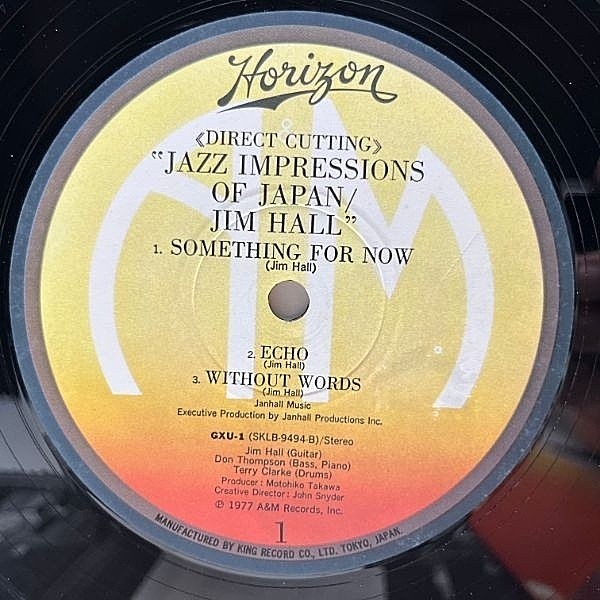 Horizon
《DIRECT CUTTING》
"JAZZ IMPRESSIONS
OF JAPAN/
JIM HALL"
1. SOMETHING FOR NOW
(Jim Hall)
2. ECHO
(Jim Hall)
3. WITHOUT WORDS
(Jim Hall)
Janhall Music
Executive Production by Janhall Productions Inc.
GXU-1 (SKLB-9494-B)/Stereo
Jim Hall (Guitar)
Don Thompson (Bass, Piano)
Terry Clarke (Drums)
Producer : Motohiko Takawa
Creative Director : John Snyder
℗ 1977 A&M Records, Inc.
1
MANUFACTURED BY KING RECORD CO., LTD. TOKYO, JAPAN.